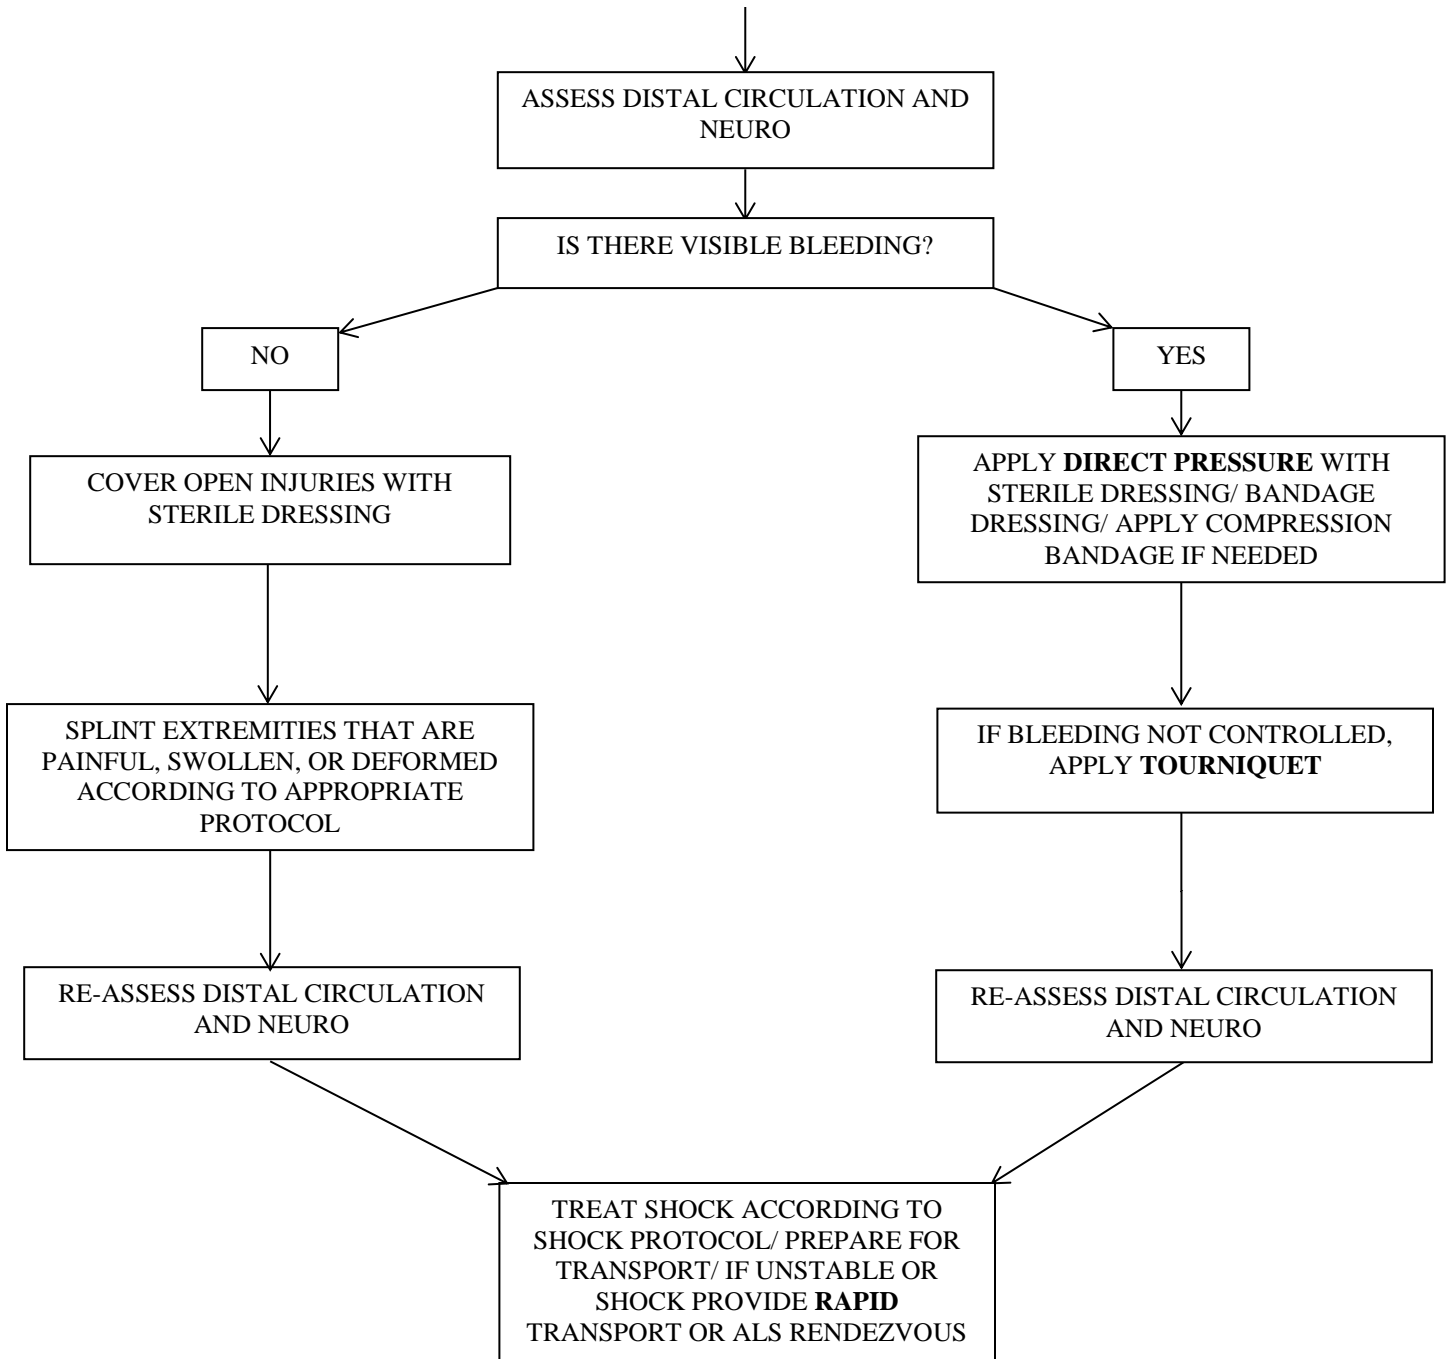 ASSESS DISTAL CIRCULATION AND
NEURO
IS THERE VISIBLE BLEEDING?
NO
YES
COVER OPEN INJURIES WITH
STERILE DRESSING
APPLY DIRECT PRESSURE WITH
STERILE DRESSING/ BANDAGE
DRESSING/ APPLY COMPRESSION
BANDAGE IF NEEDED
SPLINT EXTREMITIES THAT ARE
PAINFUL, SWOLLEN, OR DEFORMED
ACCORDING TO APPROPRIATE
PROTOCOL
IF BLEEDING NOT CONTROLLED,
APPLY TOURNIQUET
RE-ASSESS DISTAL CIRCULATION
AND NEURO
RE-ASSESS DISTAL CIRCULATION
AND NEURO
TREAT SHOCK ACCORDING TO
SHOCK PROTOCOL/ PREPARE FOR
TRANSPORT/ IF UNSTABLE OR
SHOCK PROVIDE RAPID
TRANSPORT OR ALS RENDEZVOUS